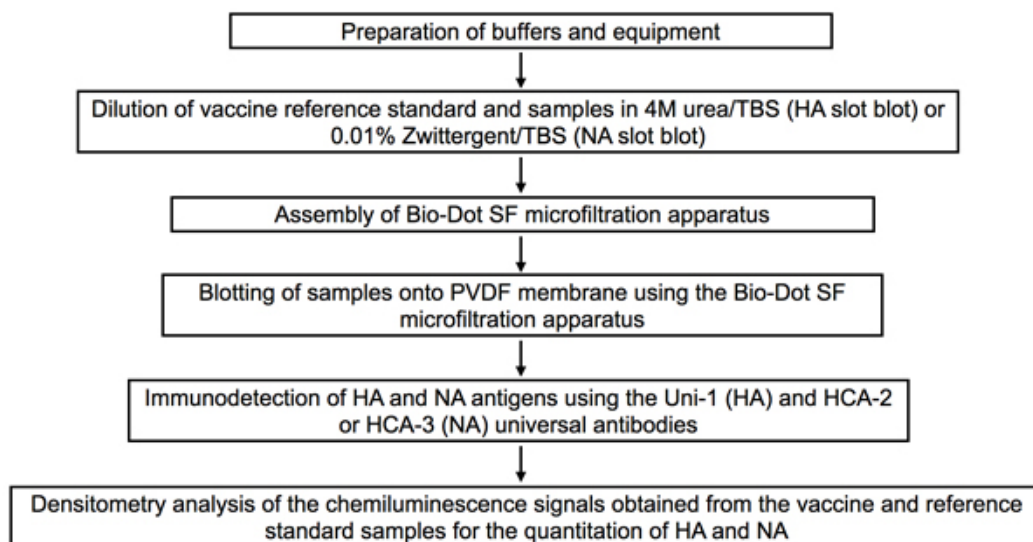 Preparation of buffers and equipment
Dilution of vaccine reference standard and samples in 4M urea/TBS (HA slot blot) or
0.01% Zwittergent/TBS (NA slot blot)
Assembly of Bio-Dot SF microfiltration apparatus
Blotting of samples onto PVDF membrane using the Bio-Dot SF
microfiltration apparatus
Immunodetection of HA and NA antigens using the Uni-1 (HA) and HCA-2
or HCA-3 (NA) universal antibodies
Densitometry analysis of the chemiluminescence signals obtained from the vaccine and reference
standard samples for the quantitation of HA and NA